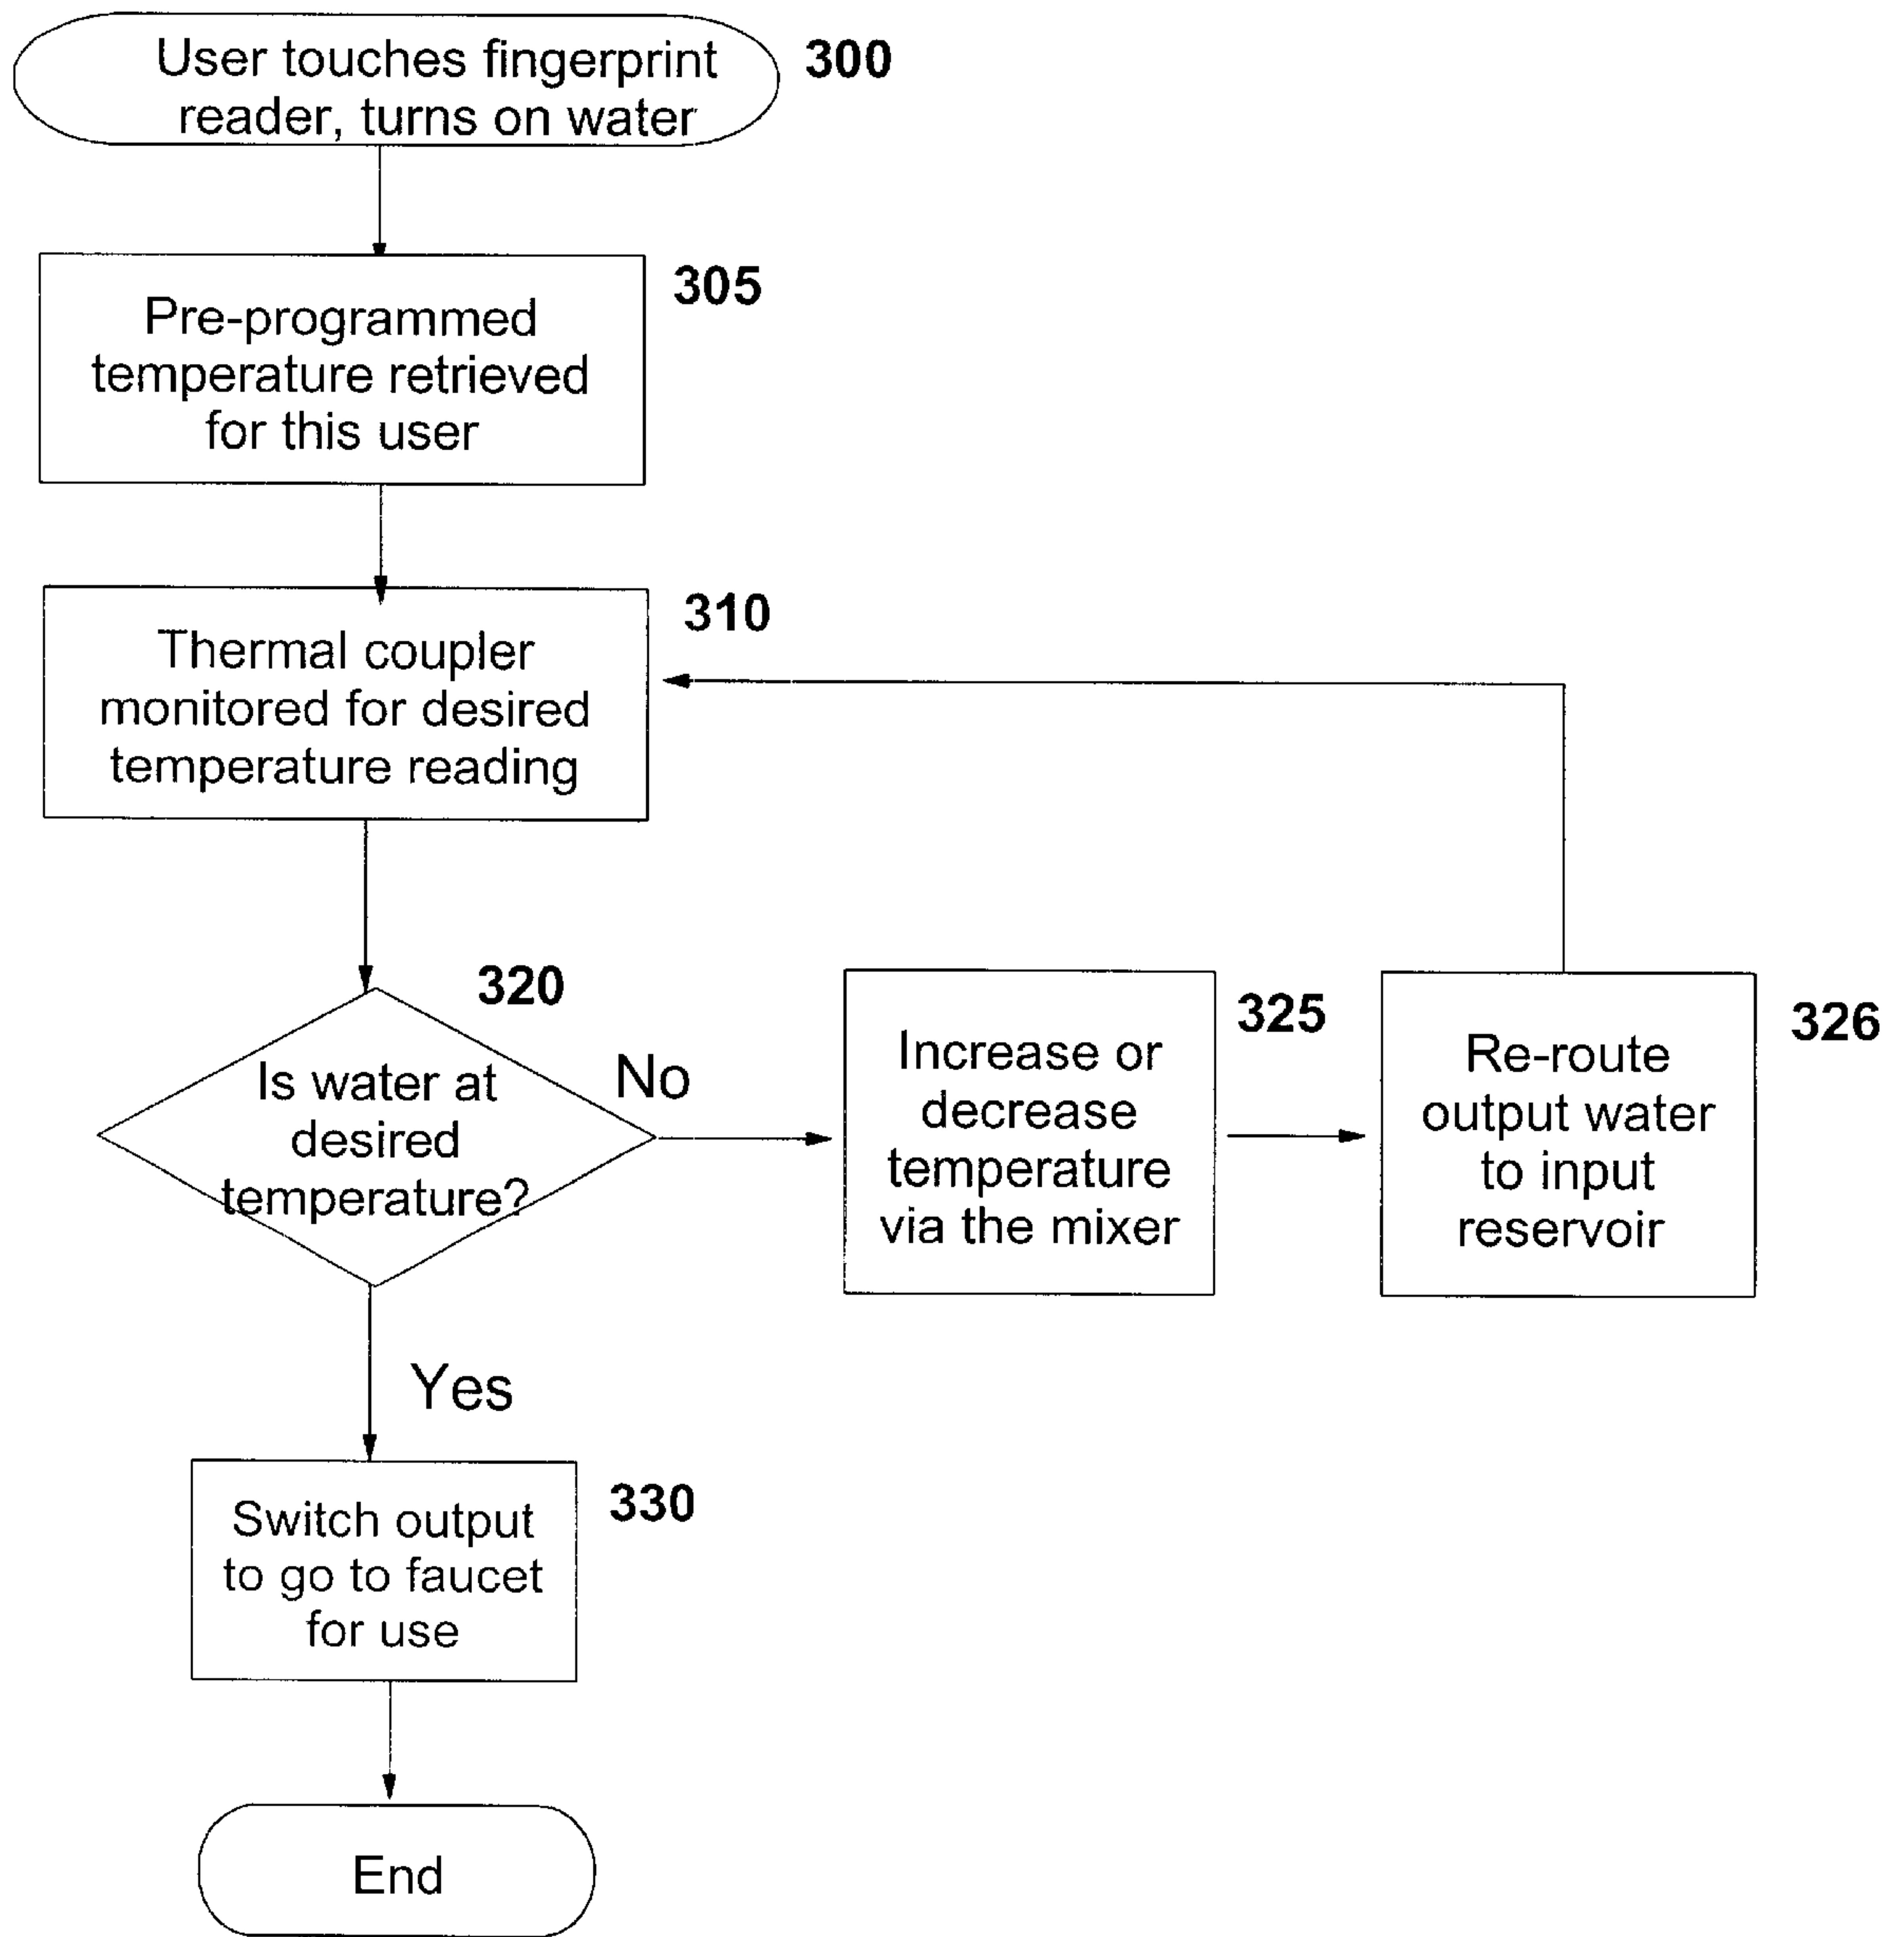 User touches fingerprint
reader, turns on water
300
Pre-programmed
temperature retrieved
for this user
305
Thermal coupler
monitored for desired
temperature reading
310
Is water at
desired
temperature?
320
No
Increase or
decrease
temperature
via the mixer
325
Re-route
output water
to input
reservoir
326
Yes
Switch output
to go to faucet
for use
330
End